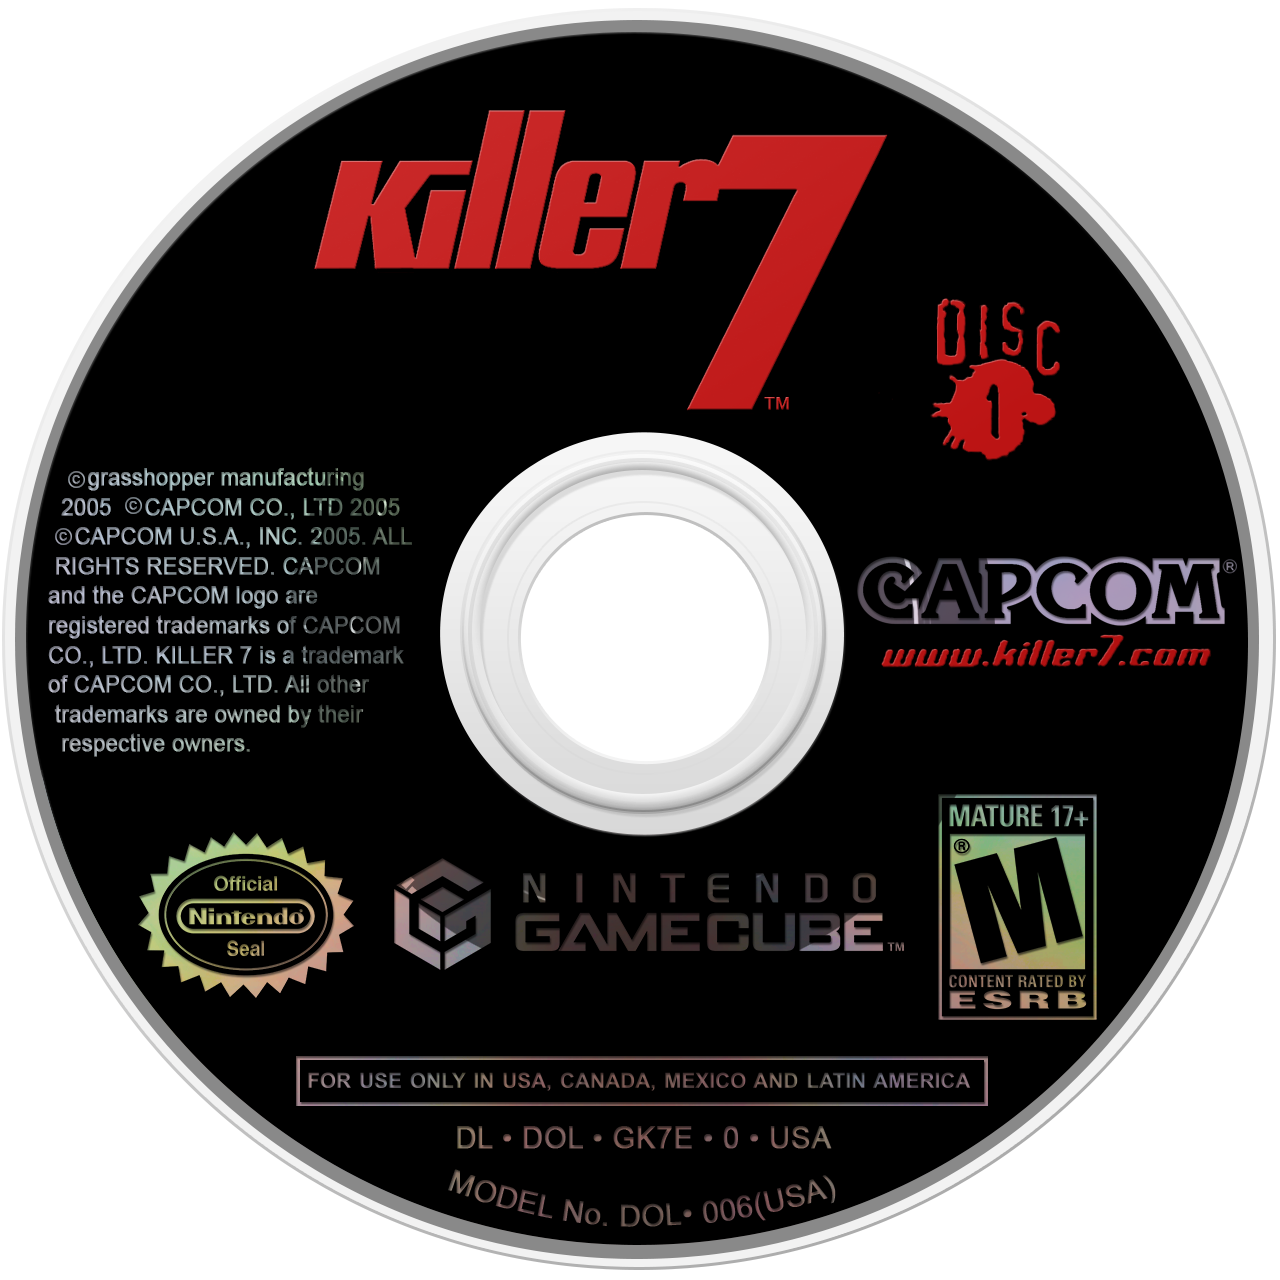 Killer7™
DISC
1
©grasshopper manufacturing
2005 ©CAPCOM CO., LTD 2005
©CAPCOM U.S.A., INC. 2005. ALL
RIGHTS RESERVED. CAPCOM
and the CAPCOM logo are
registered trademarks of CAPCOM
CO., LTD. KILLER 7 is a trademark
of CAPCOM CO., LTD. All other
trademarks are owned by their
respective owners.
CAPCOM®
www.killer7.com
Official
Nintendo®
Seal
NINTENDO
GAMECUBE™
MATURE 17+
®
M
CONTENT RATED BY
ESRB
FOR USE ONLY IN USA, CANADA, MEXICO AND LATIN AMERICA
DL • DOL • GK7E • 0 • USA
MODEL No. DOL• 006(USA)